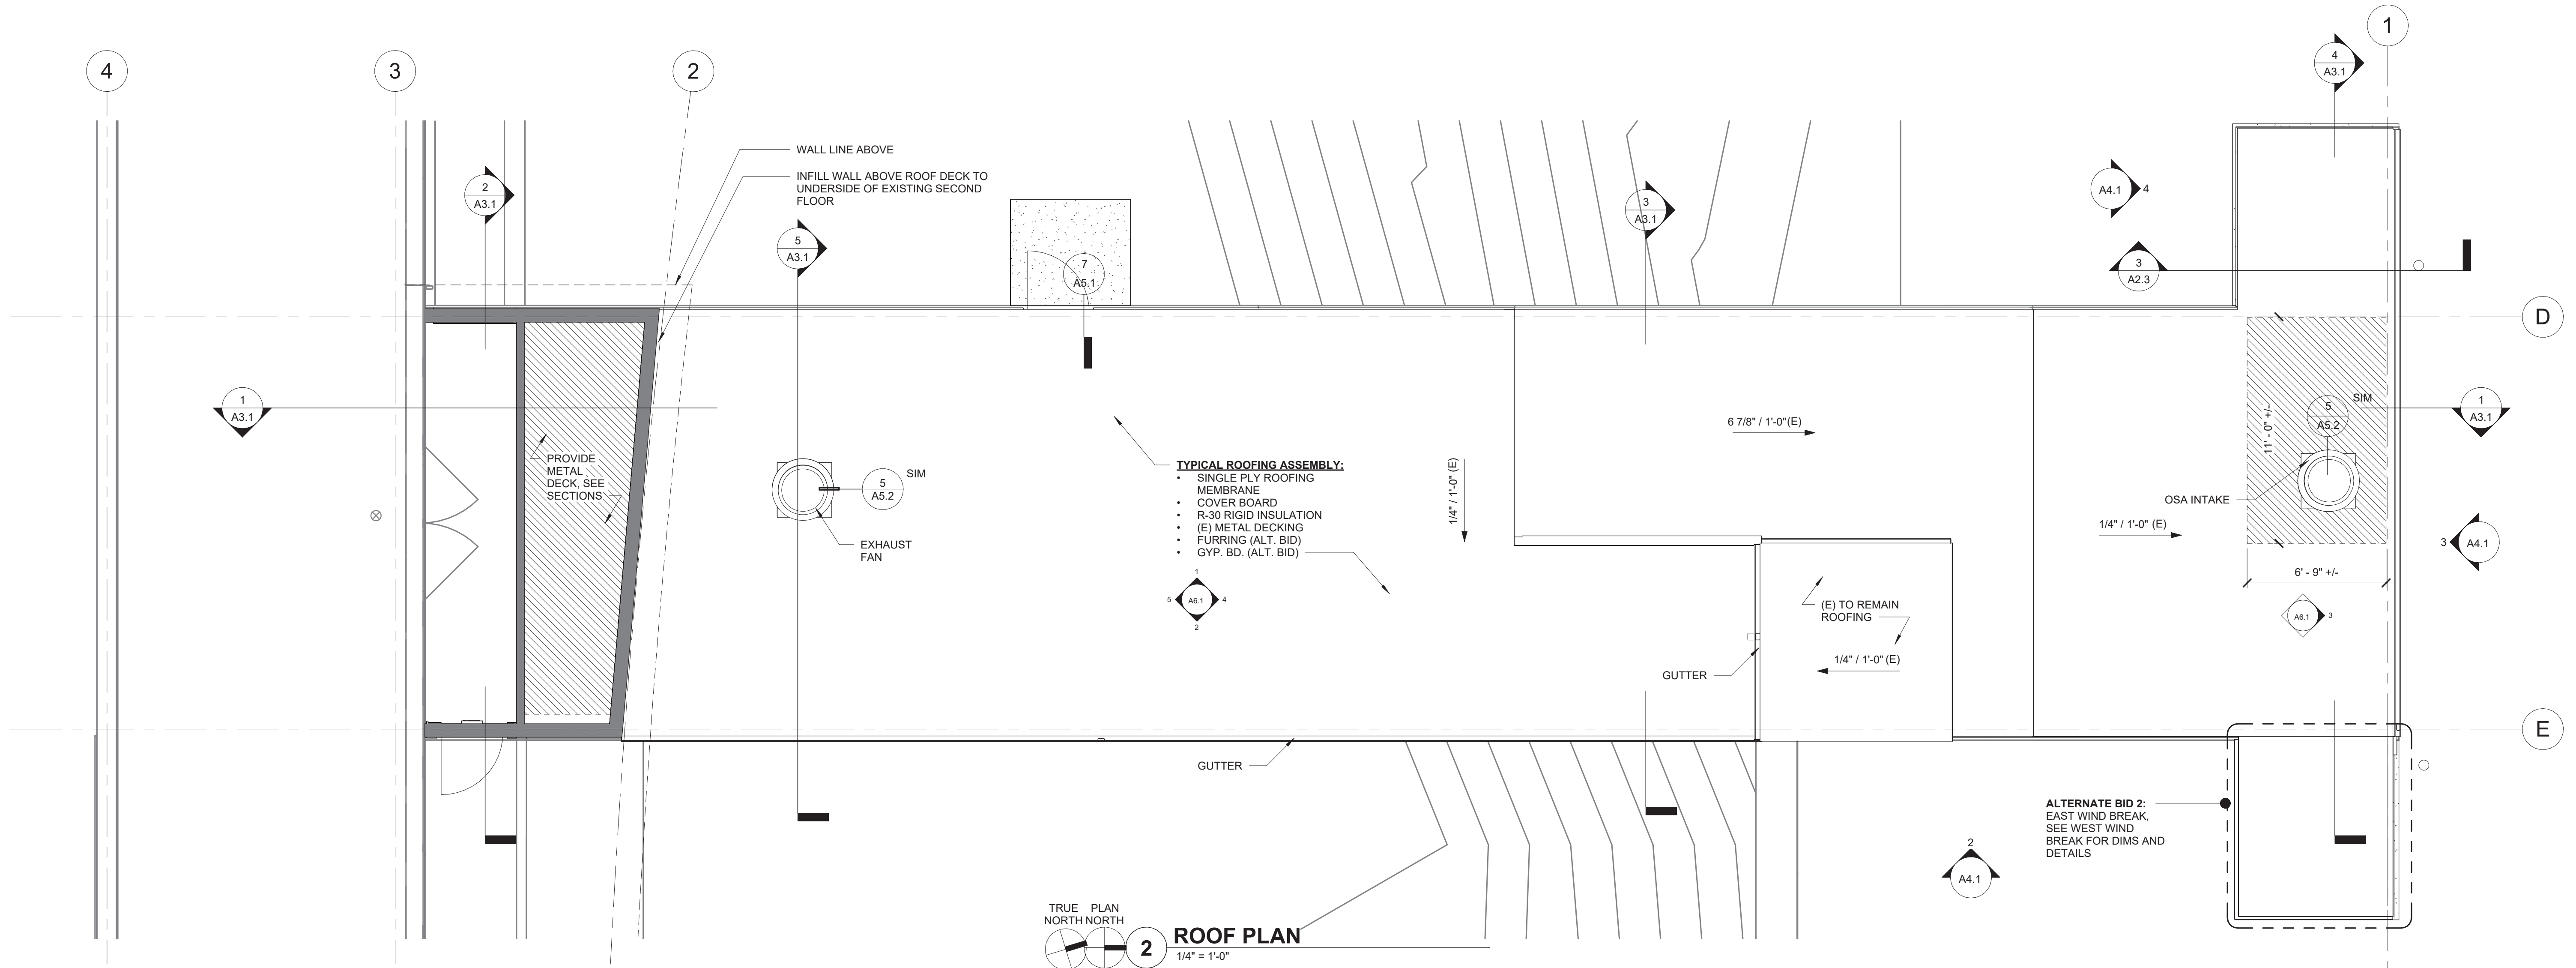 4
3
2
1
4
A3.1
WALL LINE ABOVE
INFILL WALL ABOVE ROOF DECK TO
UNDERSIDE OF EXISTING SECOND
FLOOR
2
A3.1
5
A3.1
7
A5.1
3
A3.1
A4.1
4
3
A2.3
D
1
A3.1
PROVIDE
METAL
DECK, SEE
SECTIONS
5
A5.2
SIM
EXHAUST
FAN
TYPICAL ROOFING ASSEMBLY:
• SINGLE PLY ROOFING
MEMBRANE
• COVER BOARD
• R-30 RIGID INSULATION
• (E) METAL DECKING
• FURRING (ALT. BID)
• GYP. BD. (ALT. BID)
1
5
A6.1
4
2
1/4" / 1'-0" (E)
6 7/8" / 1'-0"(E)
11' - 0" +/-
5
A5.2
SIM
1
A3.1
OSA INTAKE
1/4" / 1'-0" (E)
3
A4.1
6' - 9" +/-
A6.1
3
(E) TO REMAIN
ROOFING
1/4" / 1'-0" (E)
GUTTER
E
GUTTER
ALTERNATE BID 2:
EAST WIND BREAK,
SEE WEST WIND
BREAK FOR DIMS AND
DETAILS
2
A4.1
TRUE
NORTH
PLAN
NORTH
2
ROOF PLAN
1/4" = 1'-0"